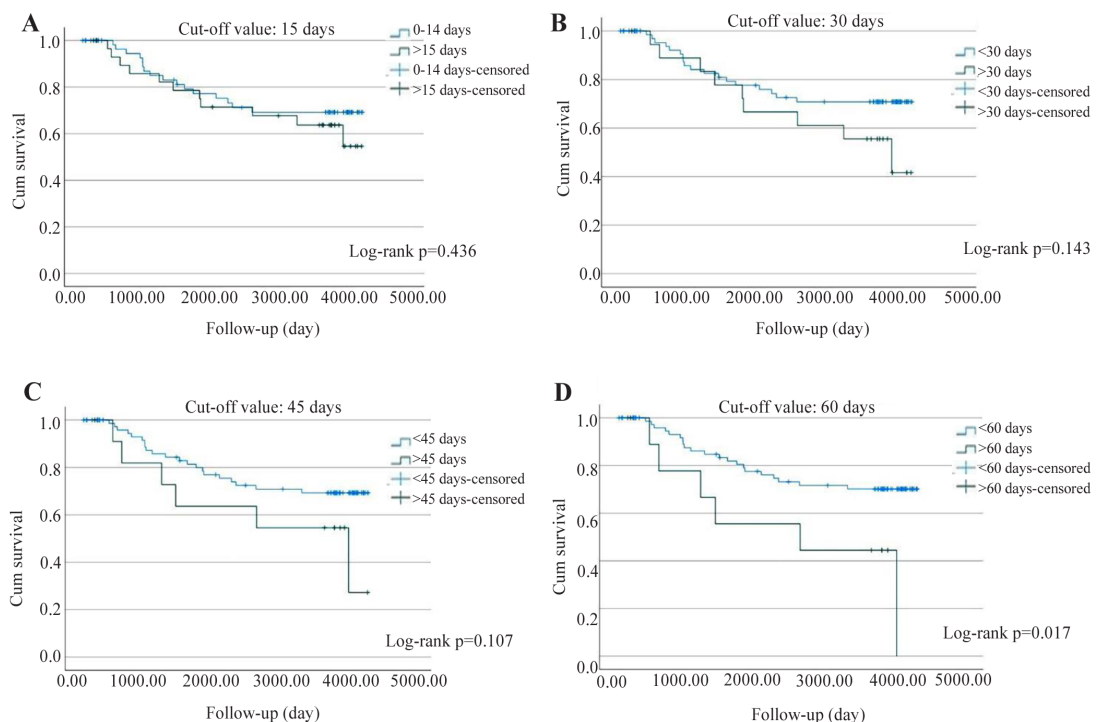 A
Cut-off value: 15 days
0-14 days
>15 days
0-14 days-censored
>15 days-censored
1.0
0.8
0.6
0.4
0.2
0.0
Cum survival
Log-rank p=0.436
0.00 1000.00 2000.00 3000.00 4000.00 5000.00
Follow-up (day)
B
Cut-off value: 30 days
<30 days
>30 days
<30 days-censored
>30 days-censored
1.0
0.8
0.6
0.4
0.2
0.0
Cum survival
Log-rank p=0.143
0.00 1000.00 2000.00 3000.00 4000.00 5000.00
Follow-up (day)
C
Cut-off value: 45 days
<45 days
>45 days
<45 days-censored
>45 days-censored
1.0
0.8
0.6
0.4
0.2
0.0
Cum survival
Log-rank p=0.107
0.00 1000.00 2000.00 3000.00 4000.00 5000.00
Follow-up (day)
D
Cut-off value: 60 days
<60 days
>60 days
<60 days-censored
>60 days-censored
1.0
0.8
0.6
0.4
0.2
0.0
Cum survival
Log-rank p=0.017
0.00 1000.00 2000.00 3000.00 4000.00 5000.00
Follow-up (day)